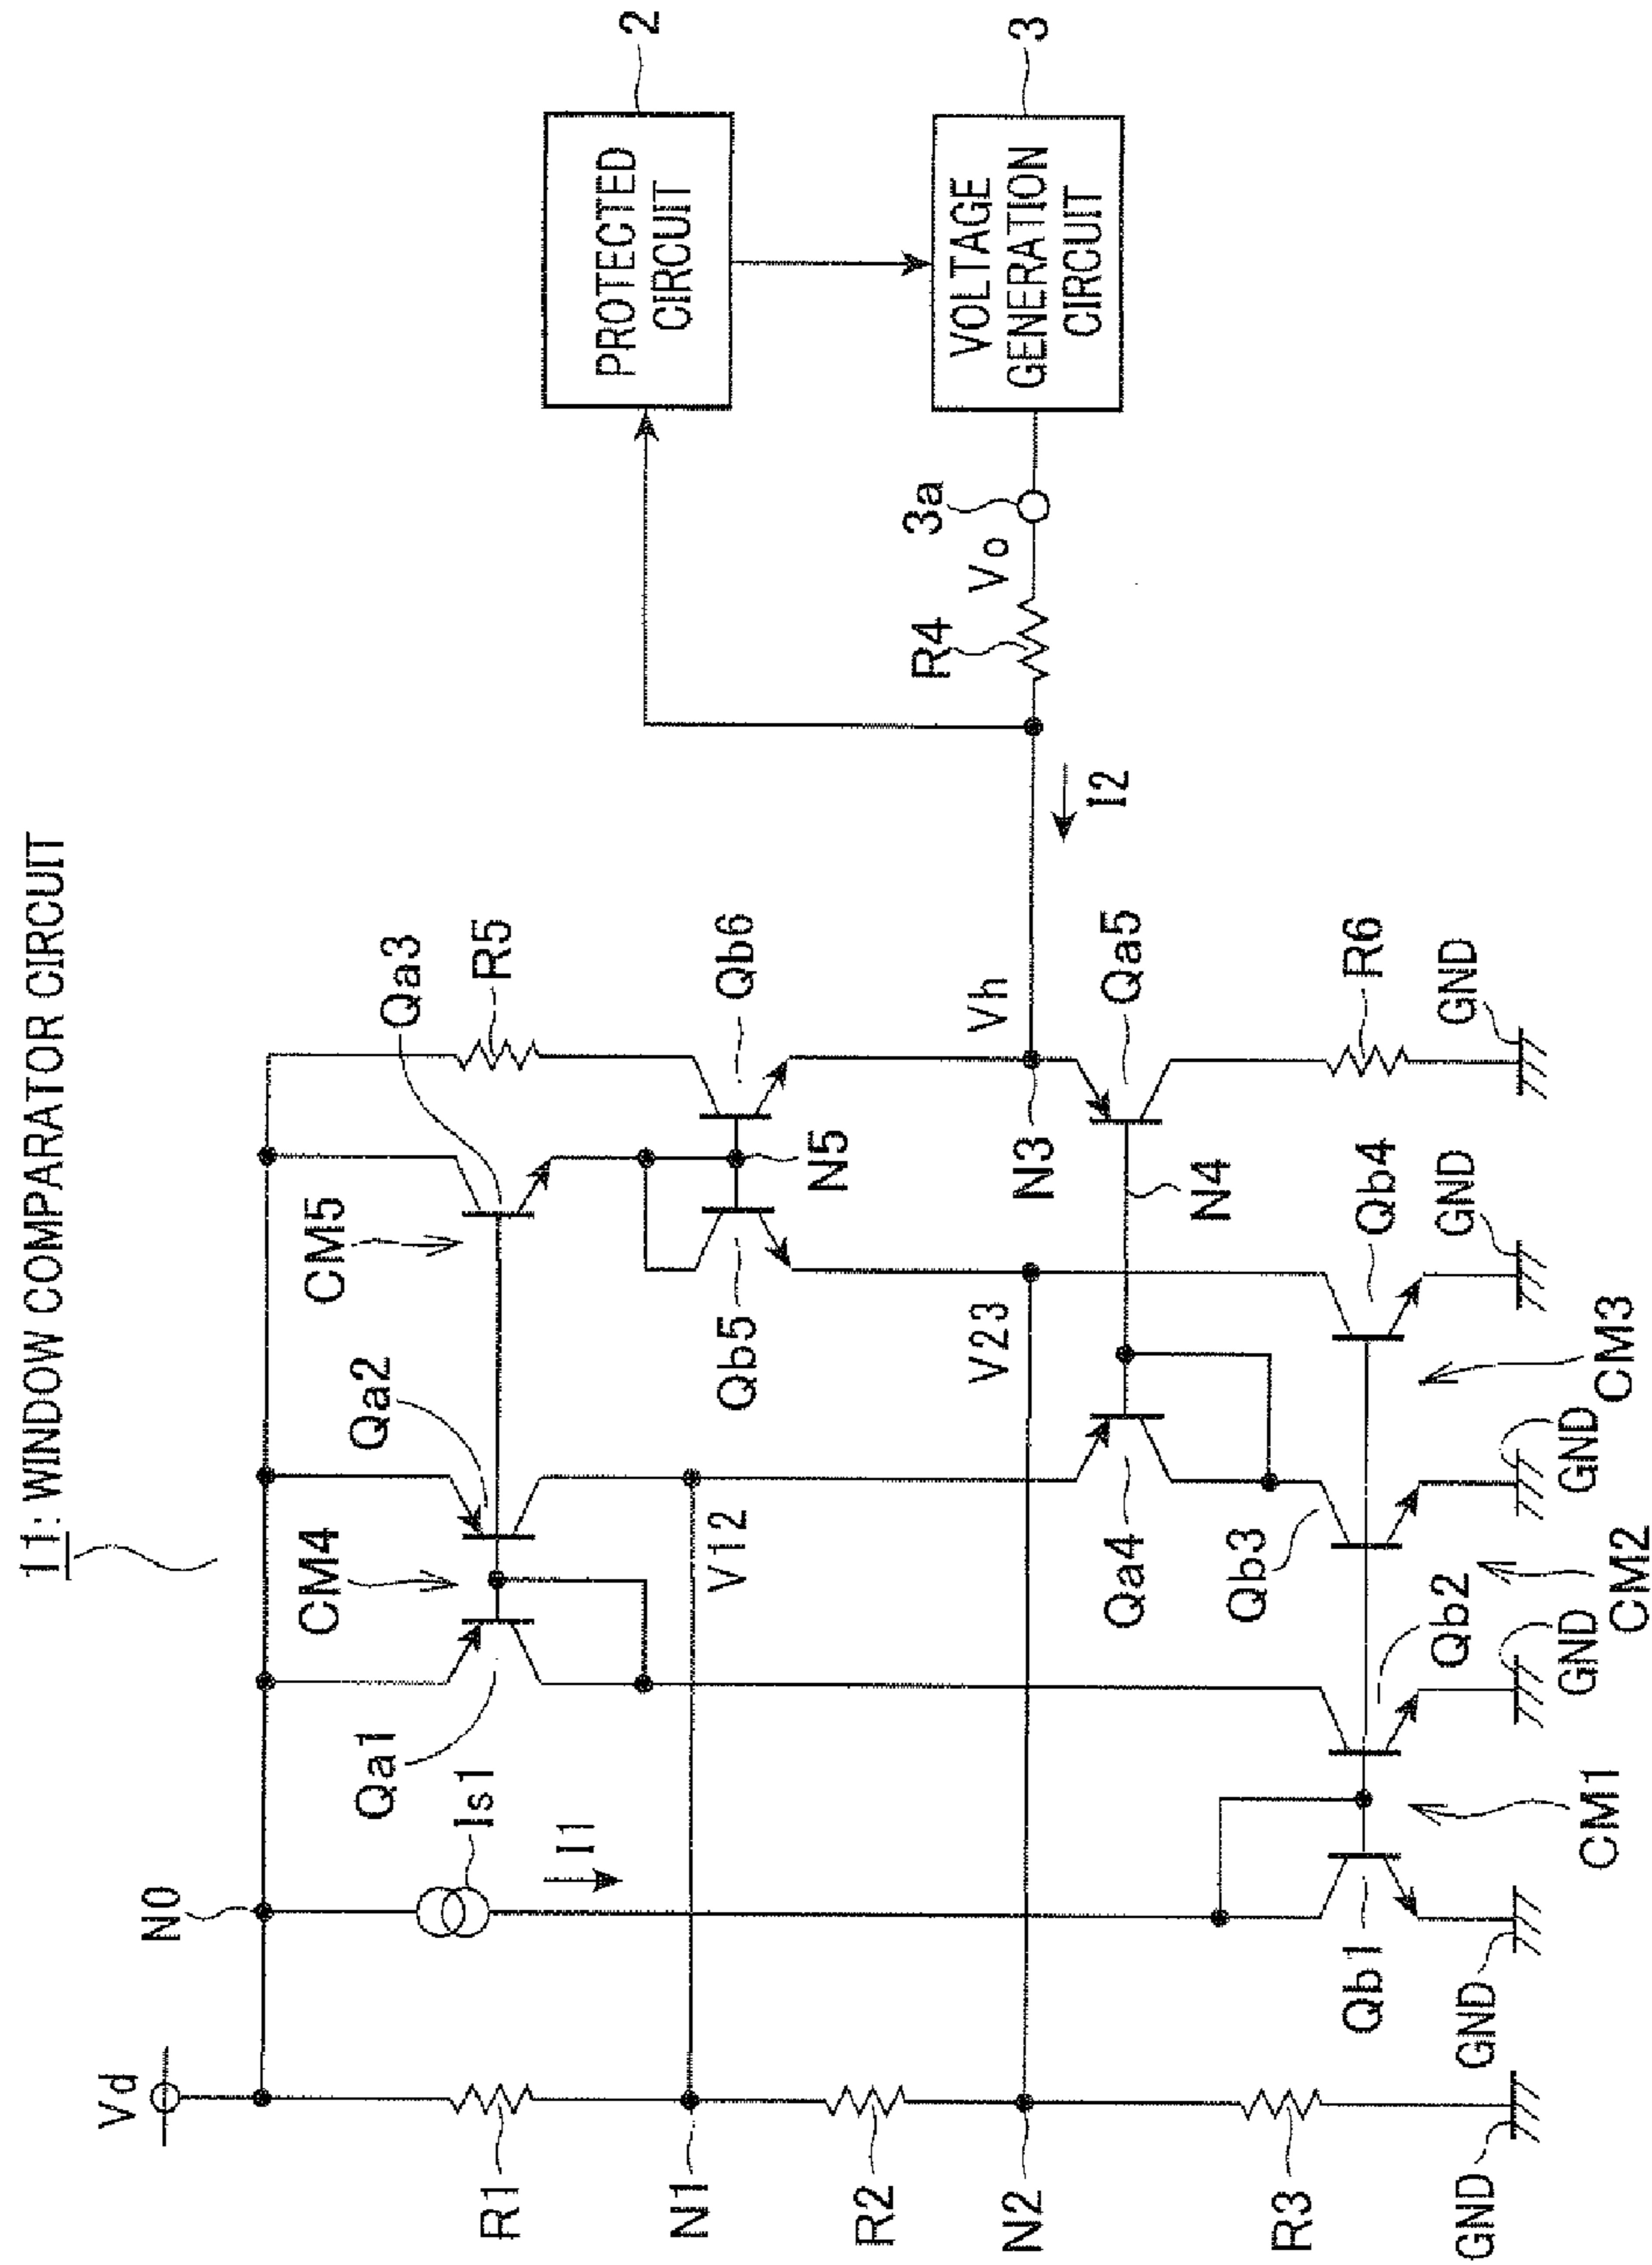 11: WINDOW COMPARATOR CIRCUIT
Vd
N0
Is1
I1
Qa1
CM4
Qa2
CM5
Qa3
R5
R1
N1
V12
Qb5
N5
Qb6
R2
N2
V23
Vh
N3
I2
R4
Vo
3a
PROTECTED
CIRCUIT
2
VOLTAGE
GENERATION
CIRCUIT
3
Qa4
N4
Qa5
R3
Qb1
CM1
Qb2
CM2
Qb3
CM3
Qb4
R6
GND
GND
GND
GND
GND
GND